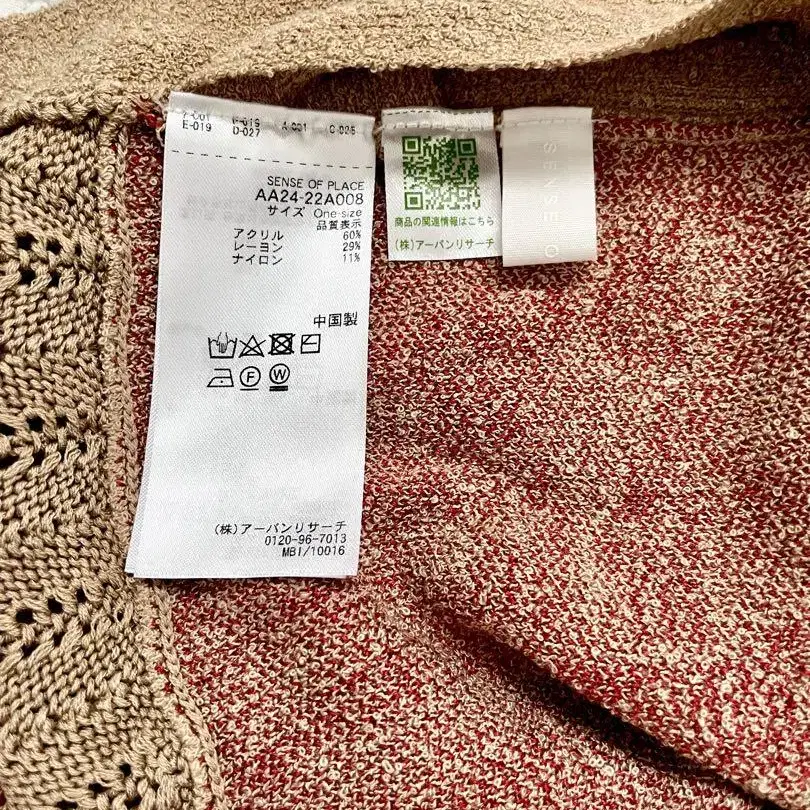 E-019 D-027 A-001
SENSE OF PLACE
AA24-22A008
サイズ One-size
品質表示
アクリル 60%
レーヨン 29%
ナイロン 11%
中国製
F W
(株)アーバンリサーチ
0120-96-7013
MBI/10016
商品の関連情報はこちら
(株)アーバンリサーチ
SENSE O